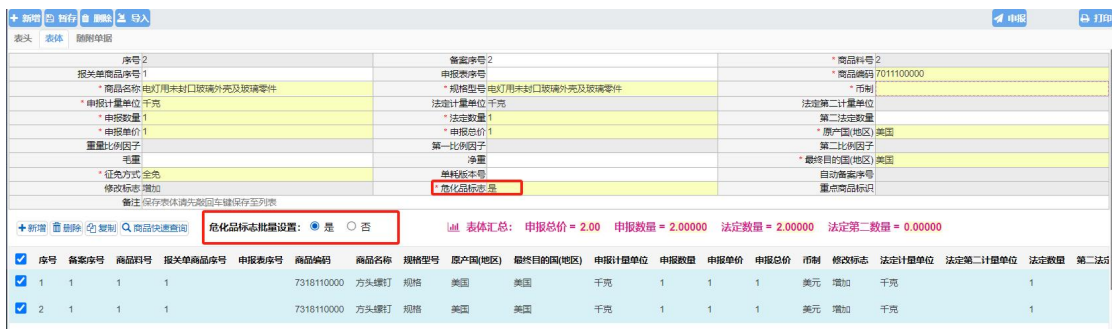 + 新增 暂存 删除 导入 申报 打印
表头 表体 随附单据
序号 2 备案序号 2 * 商品料号 2
报关单商品序号 1 申报表序号 * 商品编码 7011100000
* 商品名称 电灯用未封口玻璃外壳及玻璃零件 * 规格型号 电灯用未封口玻璃外壳及玻璃零件 * 币制
* 申报计量单位 千克 法定计量单位 千克 法定第二计量单位
* 申报数量 1 * 法定数量 1 第二法定数量
* 申报单价 1 * 申报总价 1 * 原产国(地区) 美国
重量比例因子 第一比例因子 第二比例因子
毛重 净重 * 最终目的国(地区) 美国
* 征免方式 全免 单耗版本号 自动备案序号
修改标志 增加 * 危化品标志 是 重点商品标识
备注 保存表体请先敲回车键保存至列表
+新增 删除 复制 商品快速查询 危化品标志批量设置: 是 否 表体汇总: 申报总价 = 2.00 申报数量 = 2.00000 法定数量 = 2.00000 法定第二数量 = 0.00000
序号 备案序号 商品料号 报关单商品序号 申报表序号 商品编码 商品名称 规格型号 原产国(地区) 最终目的国(地区) 申报计量单位 申报数量 申报单价 申报总价 币制 修改标志 法定计量单位 法定第二计量单位 法定数量 第二法
1 1 1 1 7318110000 方头螺钉 规格 美国 美国 千克 1 1 1 美元 增加 千克 1
2 1 1 1 7318110000 方头螺钉 规格 美国 美国 千克 1 1 1 美元 增加 千克 1